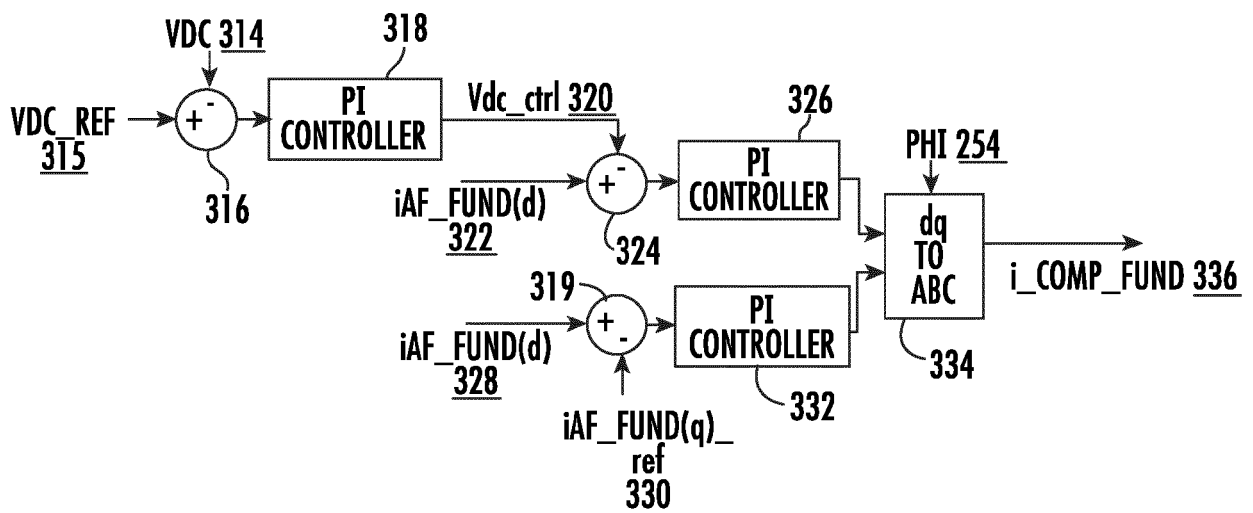 VDC 314
318
VDC_REF
315
+
-
316
PI
CONTROLLER
Vdc_ctrl 320
326
iAF_FUND(d)
322
+
-
324
PI
CONTROLLER
PHI 254
dq
TO
ABC
334
i_COMP_FUND 336
319
iAF_FUND(d)
328
+
-
PI
CONTROLLER
332
iAF_FUND(q)_
ref
330